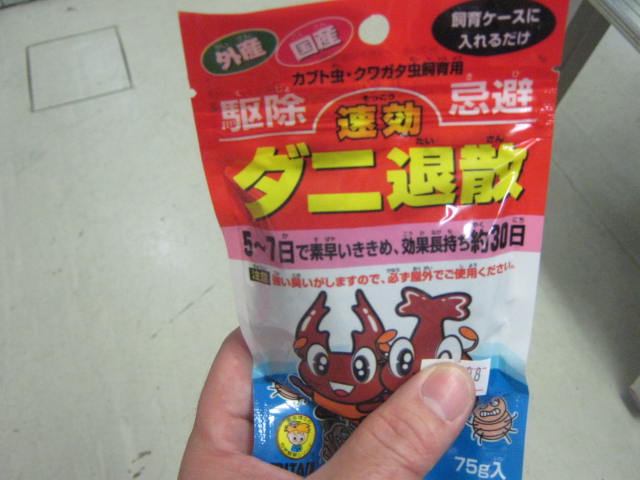 外産
国産
飼育ケースに
入れるだけ
カブト虫・クワガタ虫飼育用
駆除
速効
忌避
ダニ退散
5〜7日で素早いききめ、効果長持ち約30日
注意 強い臭いがしますので、必ず屋外でご使用ください。
75g入